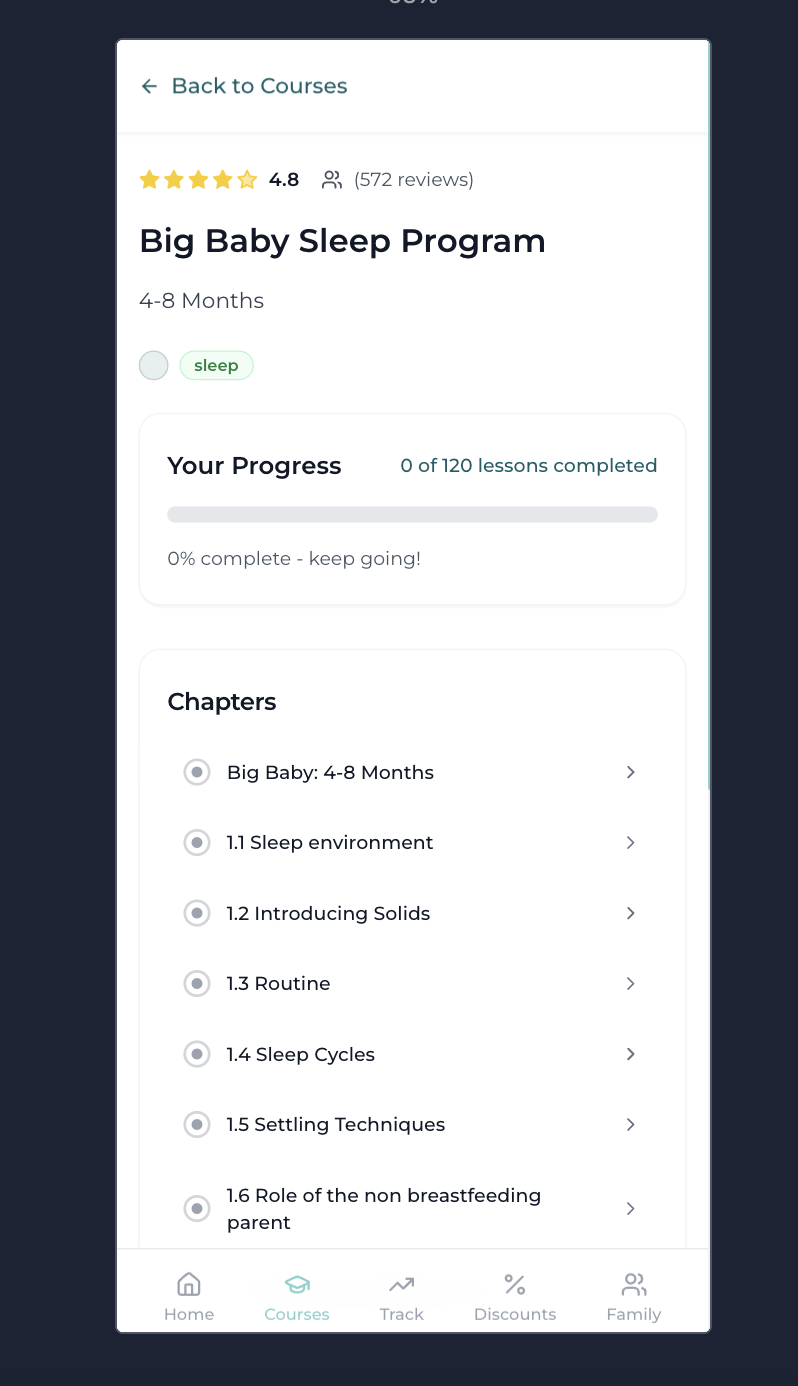 Back to Courses
4.8 (572 reviews)
Big Baby Sleep Program
4-8 Months
sleep
Your Progress 0 of 120 lessons completed
0% complete - keep going!
Chapters
Big Baby: 4-8 Months
1.1 Sleep environment
1.2 Introducing Solids
1.3 Routine
1.4 Sleep Cycles
1.5 Settling Techniques
1.6 Role of the non breastfeeding
parent
Home Courses Track Discounts Family